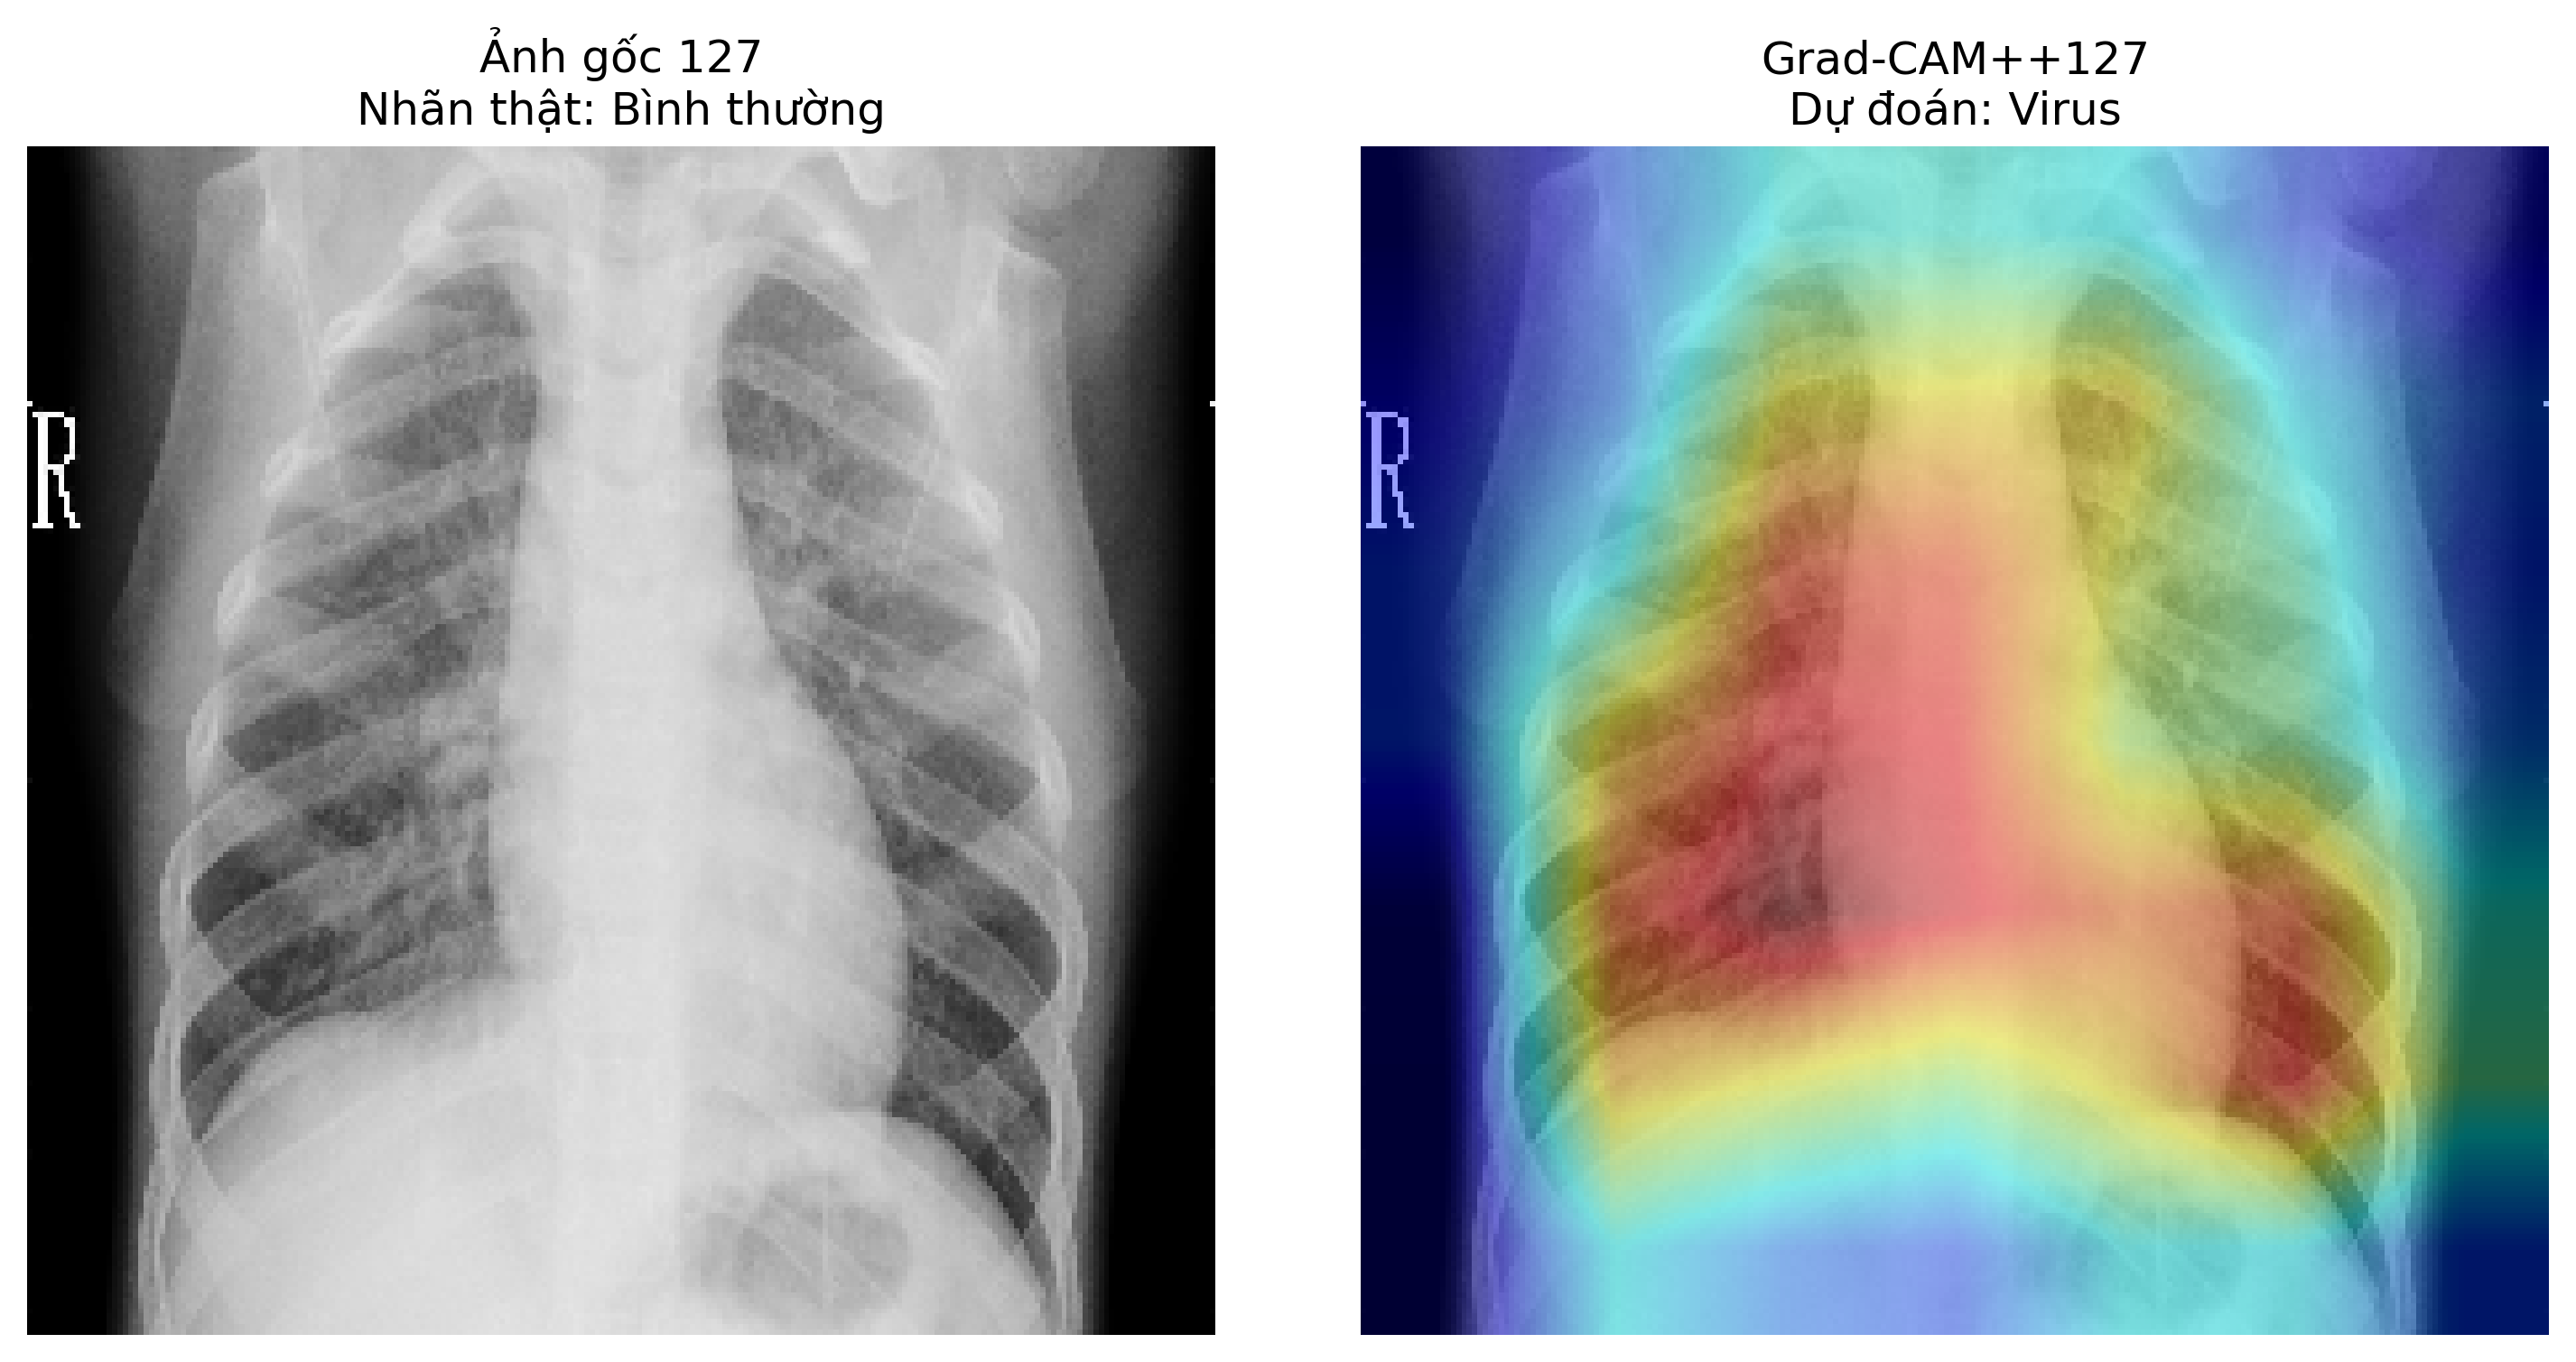 Ảnh gốc 127
Nhãn thật: Bình thường
Grad-CAM++127
Dự đoán: Virus
R
R